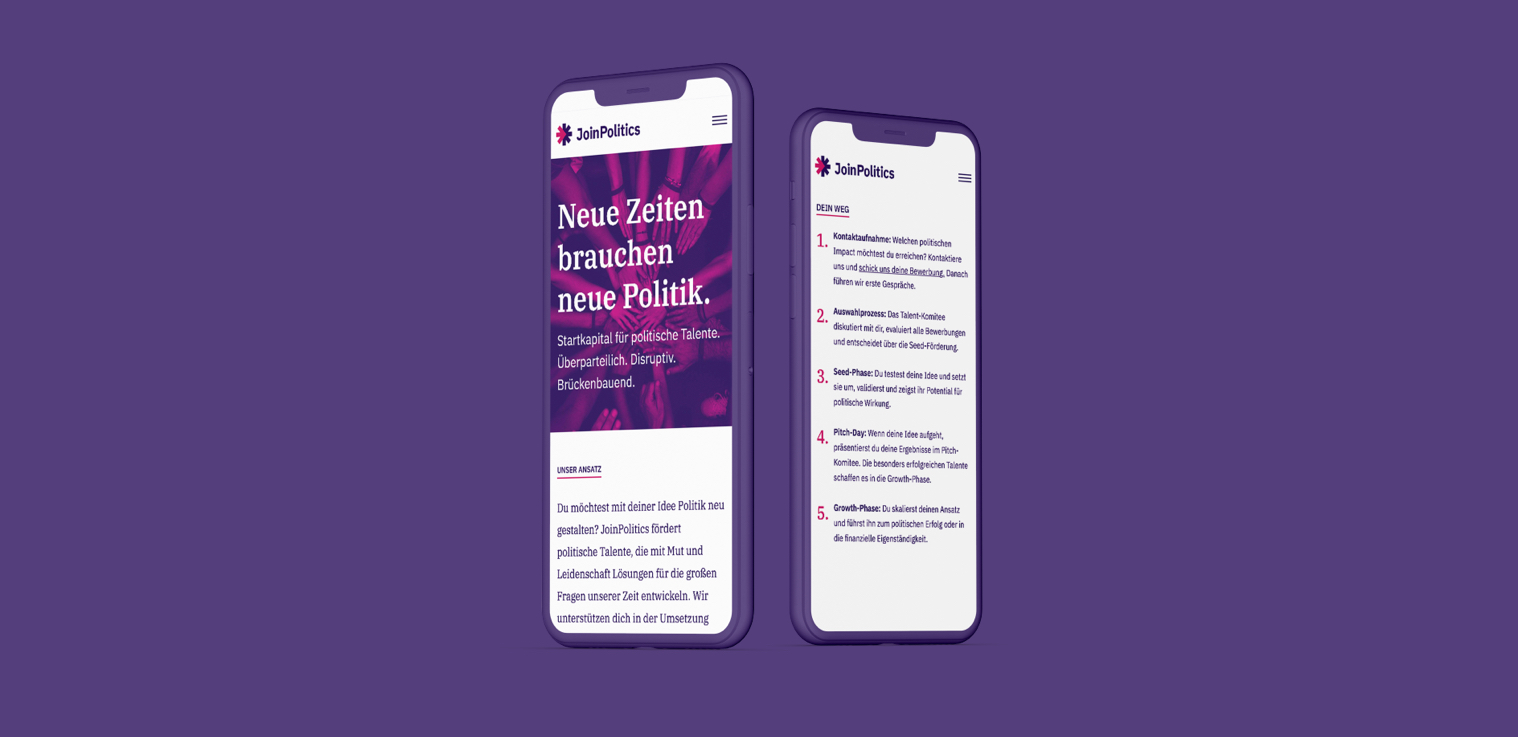 JoinPolitics
Neue Zeiten
brauchen
neue Politik.
Startkapital für politische Talente.
Überparteilich. Disruptiv.
Brückenbauend.
UNSER ANSATZ
Du möchtest mit deiner Idee Politik neu
gestalten? JoinPolitics fördert
politische Talente, die mit Mut und
Leidenschaft Lösungen für die großen
Fragen unserer Zeit entwickeln. Wir
unterstützen dich in der Umsetzung
JoinPolitics
DEIN WEG
1. Kontaktaufnahme: Welchen politischen
Impact möchtest du erreichen? Kontaktiere
uns und schick uns deine Bewerbung. Danach
führen wir erste Gespräche.
2. Auswahlprozess: Das Talent-Komitee
diskutiert mit dir, evaluiert alle Bewerbungen
und entscheidet über die Seed-Förderung.
3. Seed-Phase: Du testest deine Idee und setzt
sie um, validierst und zeigst ihr Potential für
politische Wirkung.
4. Pitch-Day: Wenn deine Idee aufgeht,
präsentierst du deine Ergebnisse im Pitch-
Komitee. Die besonders erfolgreichen Talente
schaffen es in die Growth-Phase.
5. Growth-Phase: Du skalierst deinen Ansatz
und führst ihn zum politischen Erfolg oder in
die finanzielle Eigenständigkeit.